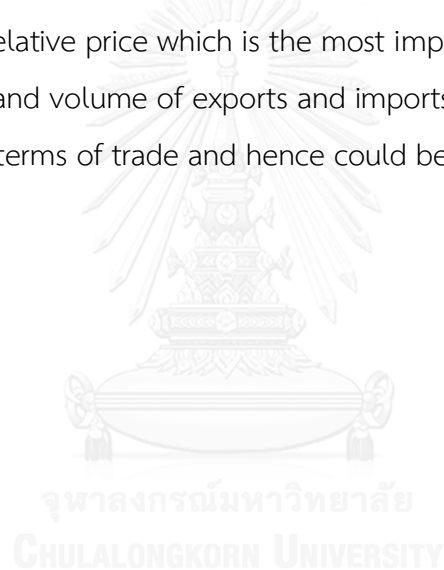 elative price which is the most imp
and volume of exports and imports
terms of trade and hence could be
จุฬาลงกรณ์มหาวิทยาลัย
CHULALONGKORN UNIVERSITY